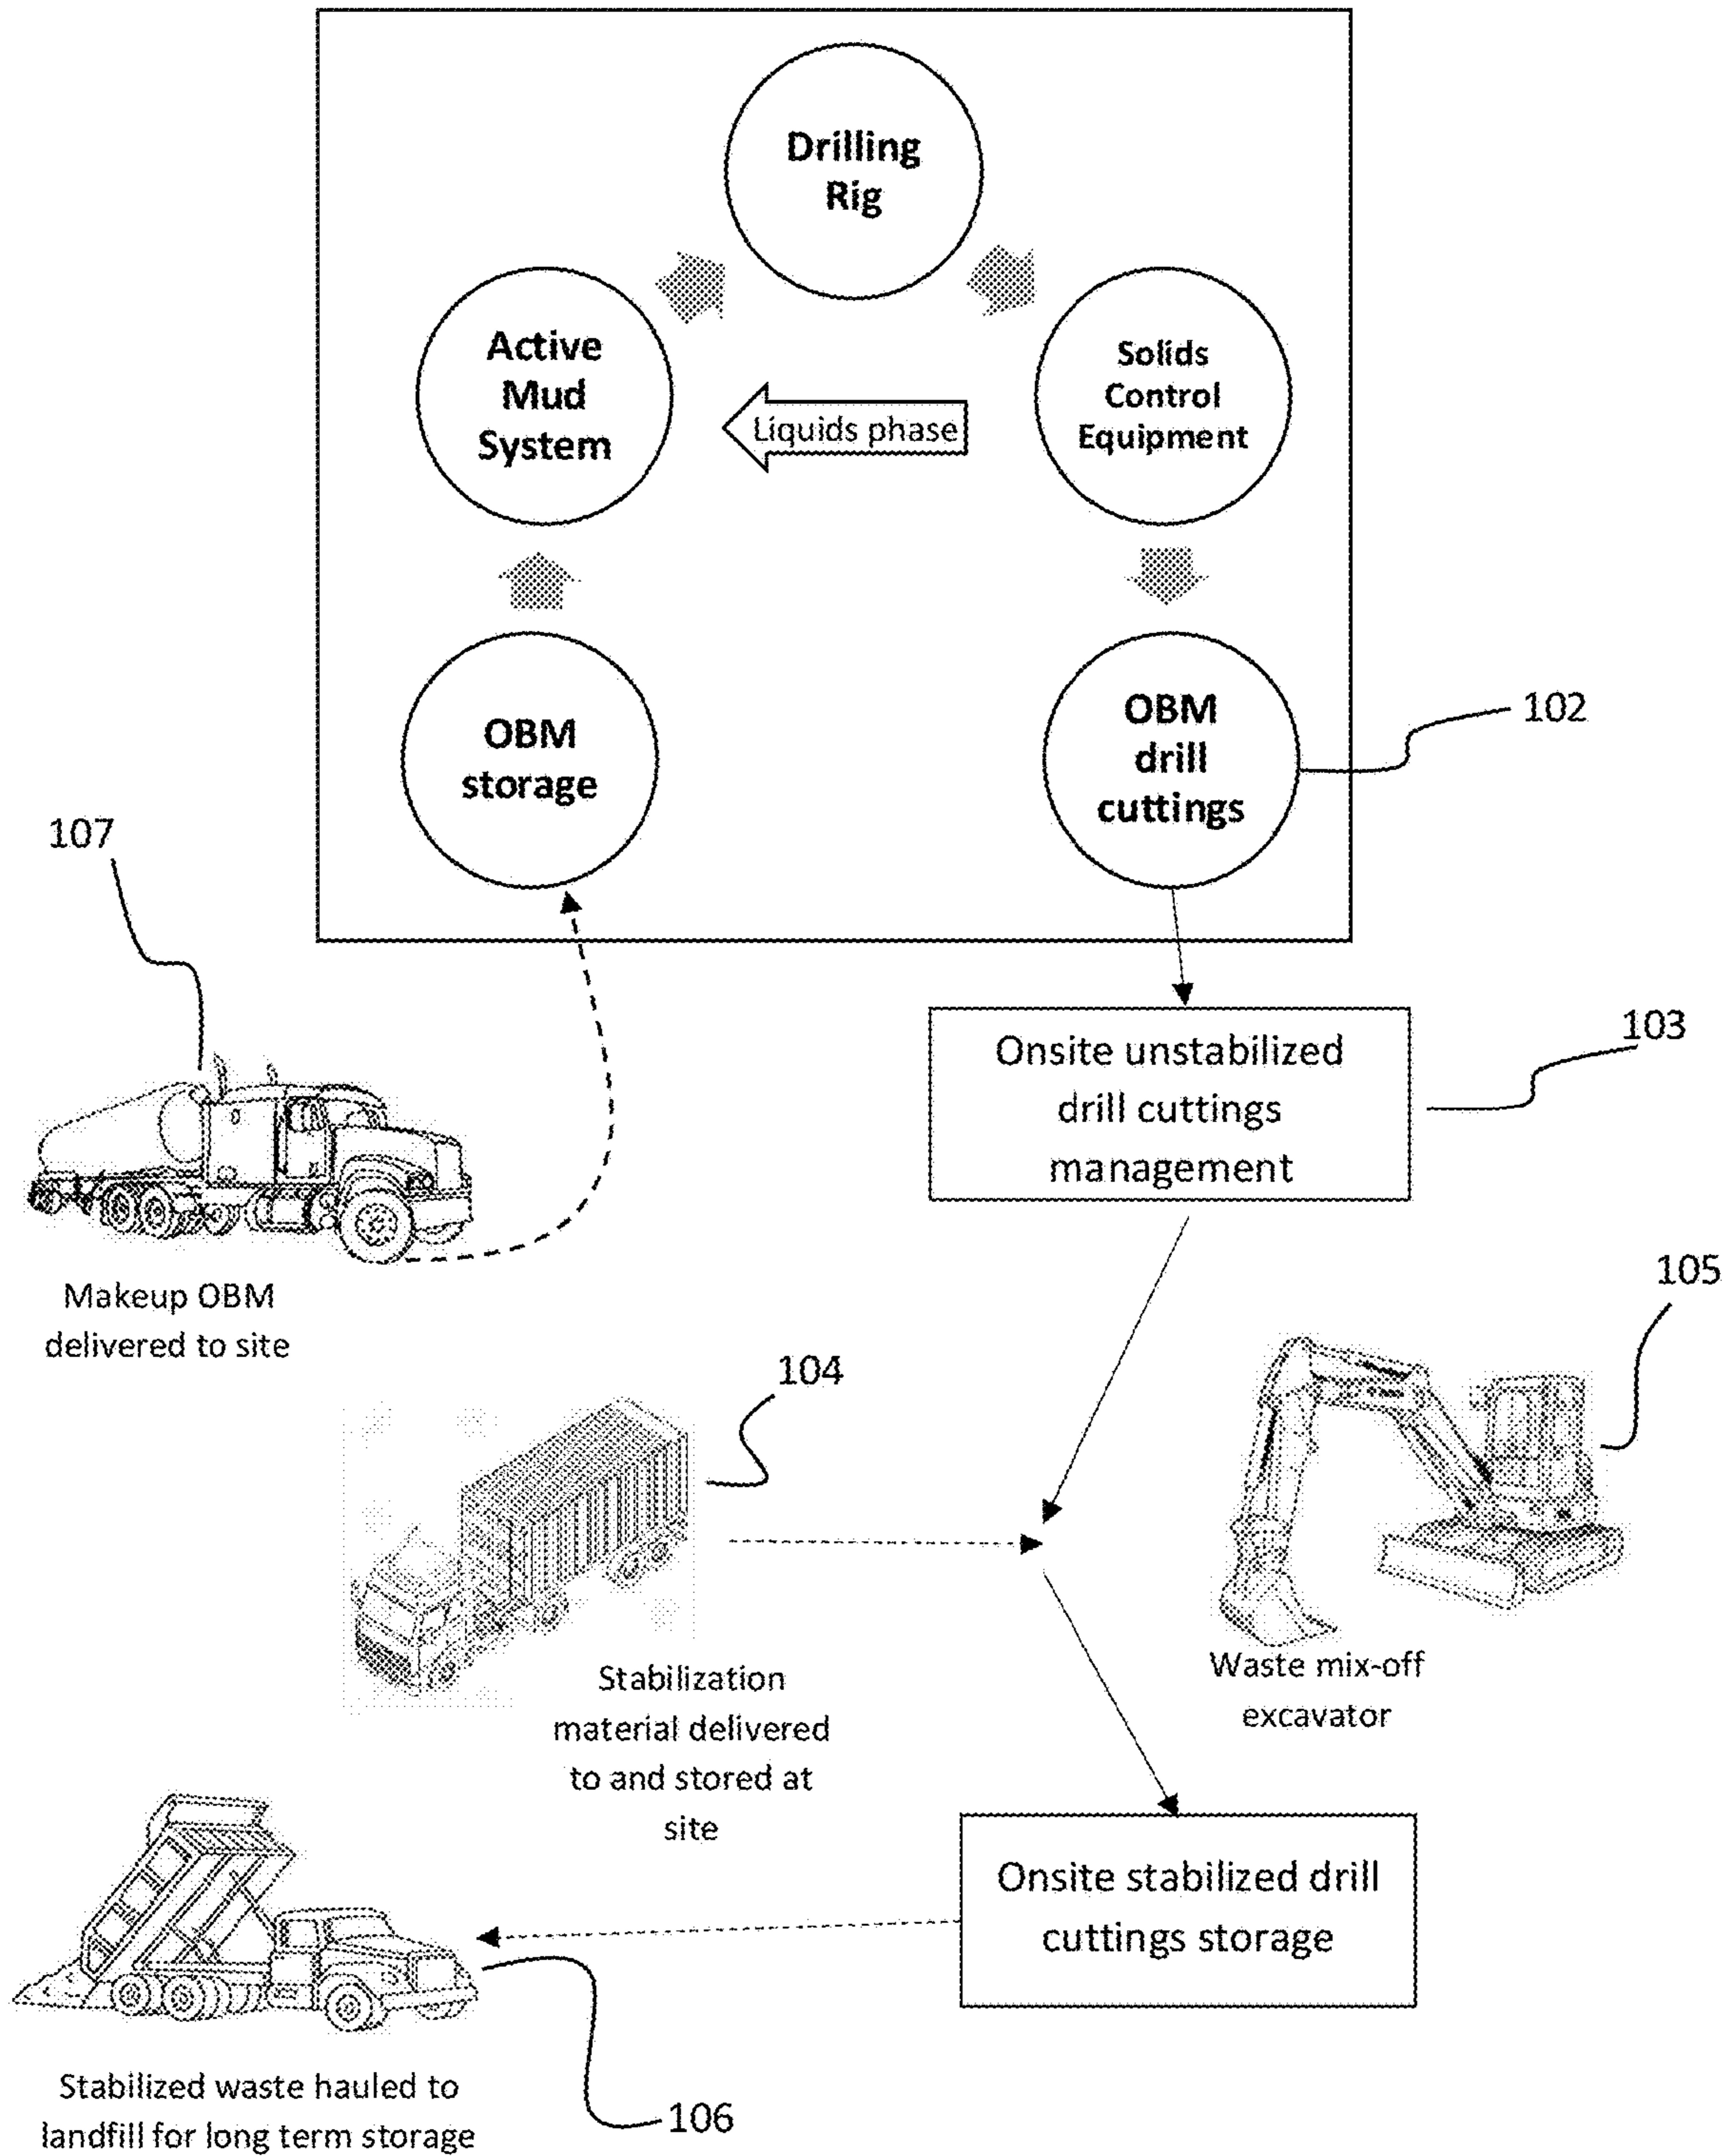 Drilling
Rig
Active
Mud
System
Solids
Control
Equipment
Liquids phase
OBM
storage
OBM
drill
cuttings
102
107
Onsite unstabilized
drill cuttings
management
103
Makeup OBM
delivered to site
105
104
Waste mix-off
excavator
Stabilization
material delivered
to and stored at
site
Onsite stabilized drill
cuttings storage
Stabilized waste hauled to
landfill for long term storage
106